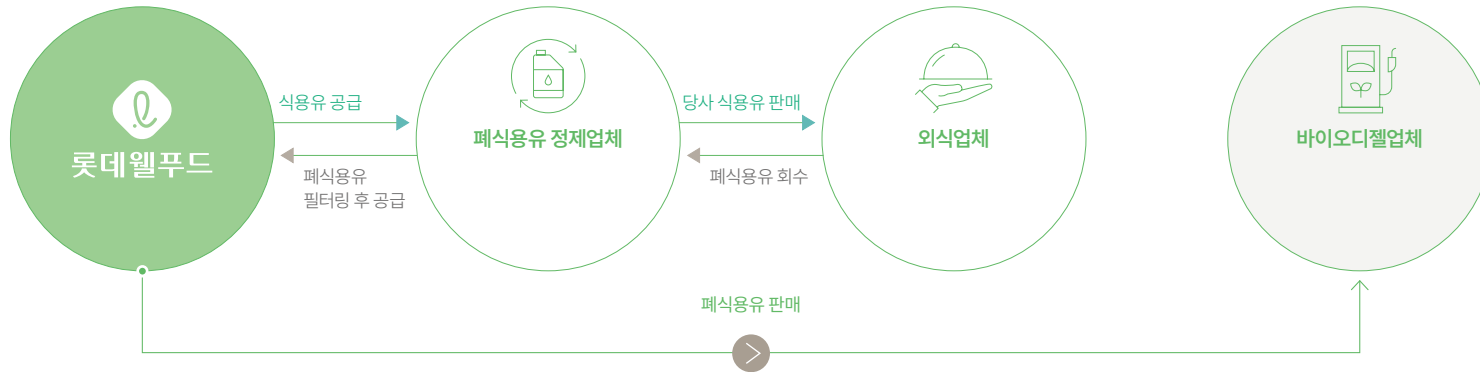 롯데웰푸드
식용유 공급
폐식용유
필터링 후 공급
폐식용유 정제업체
당사 식용유 판매
폐식용유 회수
외식업체
바이오디젤업체
폐식용유 판매